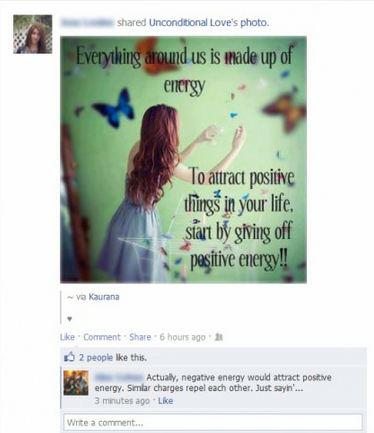 shared Unconditional Love's photo.
Everything around us is made up of
energy
To attract positive
things in your life,
start by giving off
positive energy!!
~ via Kaurana
♥
Like · Comment · Share · 6 hours ago ·
2 people like this.
Actually, negative energy would attract positive
energy. Similar charges repel each other. Just sayin'...
3 minutes ago · Like
Write a comment...